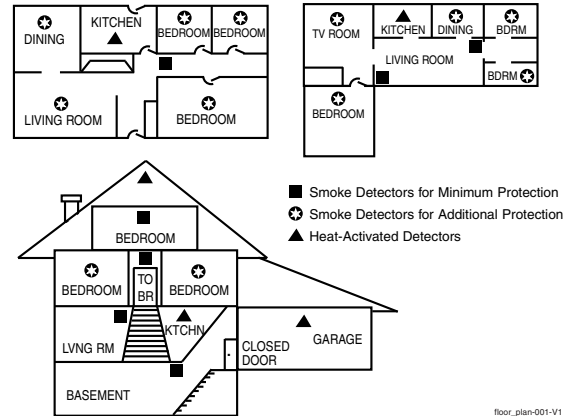 DINING
KITCHEN
BEDROOM
BEDROOM
LIVING ROOM
BEDROOM
TV ROOM
KITCHEN
DINING
BDRM
LIVING ROOM
BDRM
BEDROOM
Smoke Detectors for Minimum Protection
Smoke Detectors for Additional Protection
Heat-Activated Detectors
BEDROOM
BEDROOM
TO
BR
BEDROOM
LVNG RM
KTCHN
CLOSED
DOOR
GARAGE
BASEMENT
floor_plan-001-V1